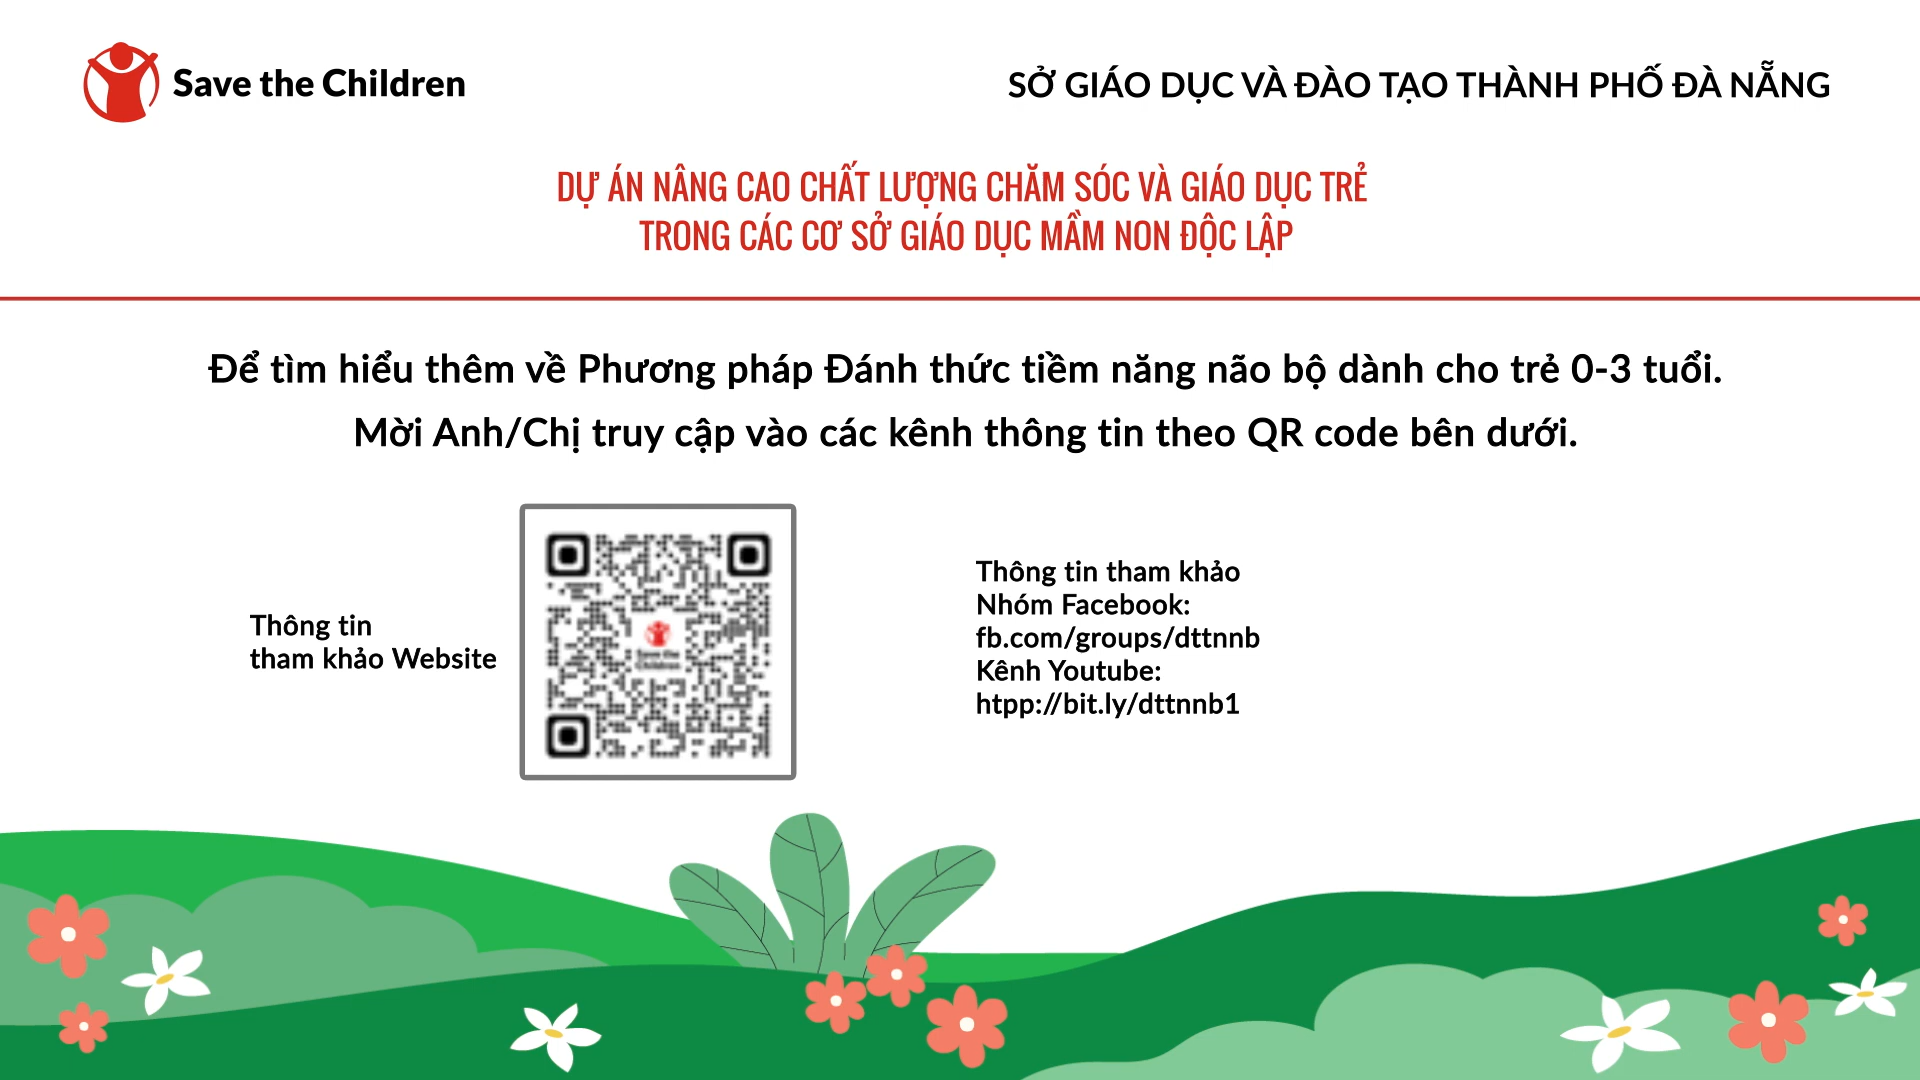 Save the Children
SỞ GIÁO DỤC VÀ ĐÀO TẠO THÀNH PHỐ ĐÀ NẴNG
DỰ ÁN NÂNG CAO CHẤT LƯỢNG CHĂM SÓC VÀ GIÁO DỤC TRẺ
TRONG CÁC CƠ SỞ GIÁO DỤC MẦM NON ĐỘC LẬP
Để tìm hiểu thêm về Phương pháp Đánh thức tiềm năng não bộ dành cho trẻ 0-3 tuổi.
Mời Anh/Chị truy cập vào các kênh thông tin theo QR code bên dưới.
Thông tin
tham khảo Website
Save the
Children
Thông tin tham khảo
Nhóm Facebook:
fb.com/groups/dttnnb
Kênh Youtube:
htpp://bit.ly/dttnnb1